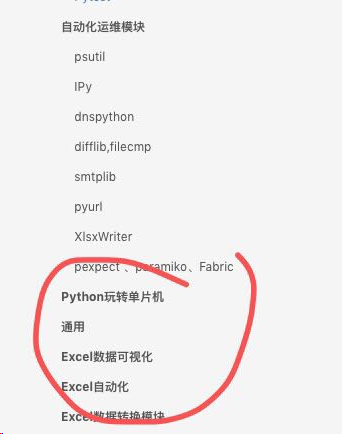 自动化运维模块
psutil
IPy
dnspython
difflib,filecmp
smtplib
pyurl
XlsxWriter
pexpect 、paramiko、Fabric
Python玩转单片机
通用
Excel数据可视化
Excel自动化
Excel数据转换模块